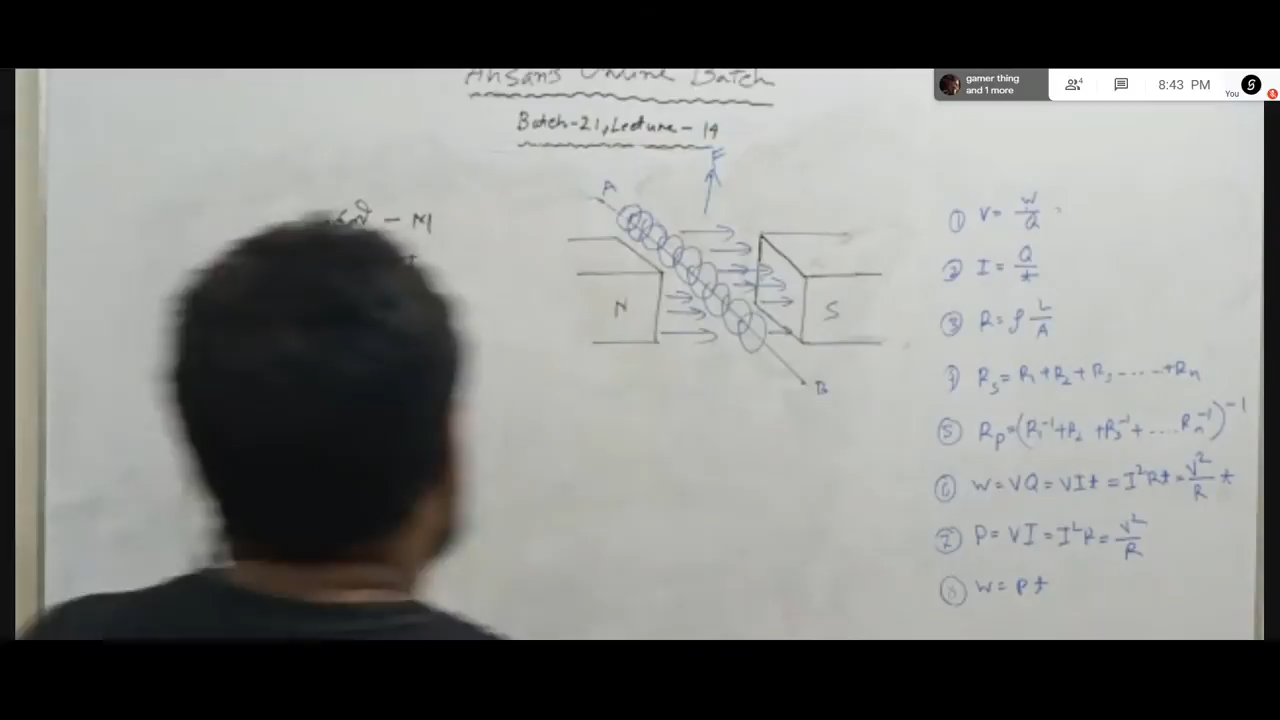 Ahsan's Online Batch
Batch-21, Lecture - 19
F
A
N
S
B
① V = W/Q
② I = Q/t
③ R = ρ L/A
④ Rs = R₁ + R₂ + R₃ ..... + Rn
⑤ Rp = (R₁⁻¹ + R₂ + R₃⁻¹ + .... Rn⁻¹)⁻¹
⑥ W = VQ = VIt = I²Rt = V²/R t
⑦ P = VI = I²R = V²/R
⑧ W = Pt
gamer thing
and 1 more
4
8:43 PM
You